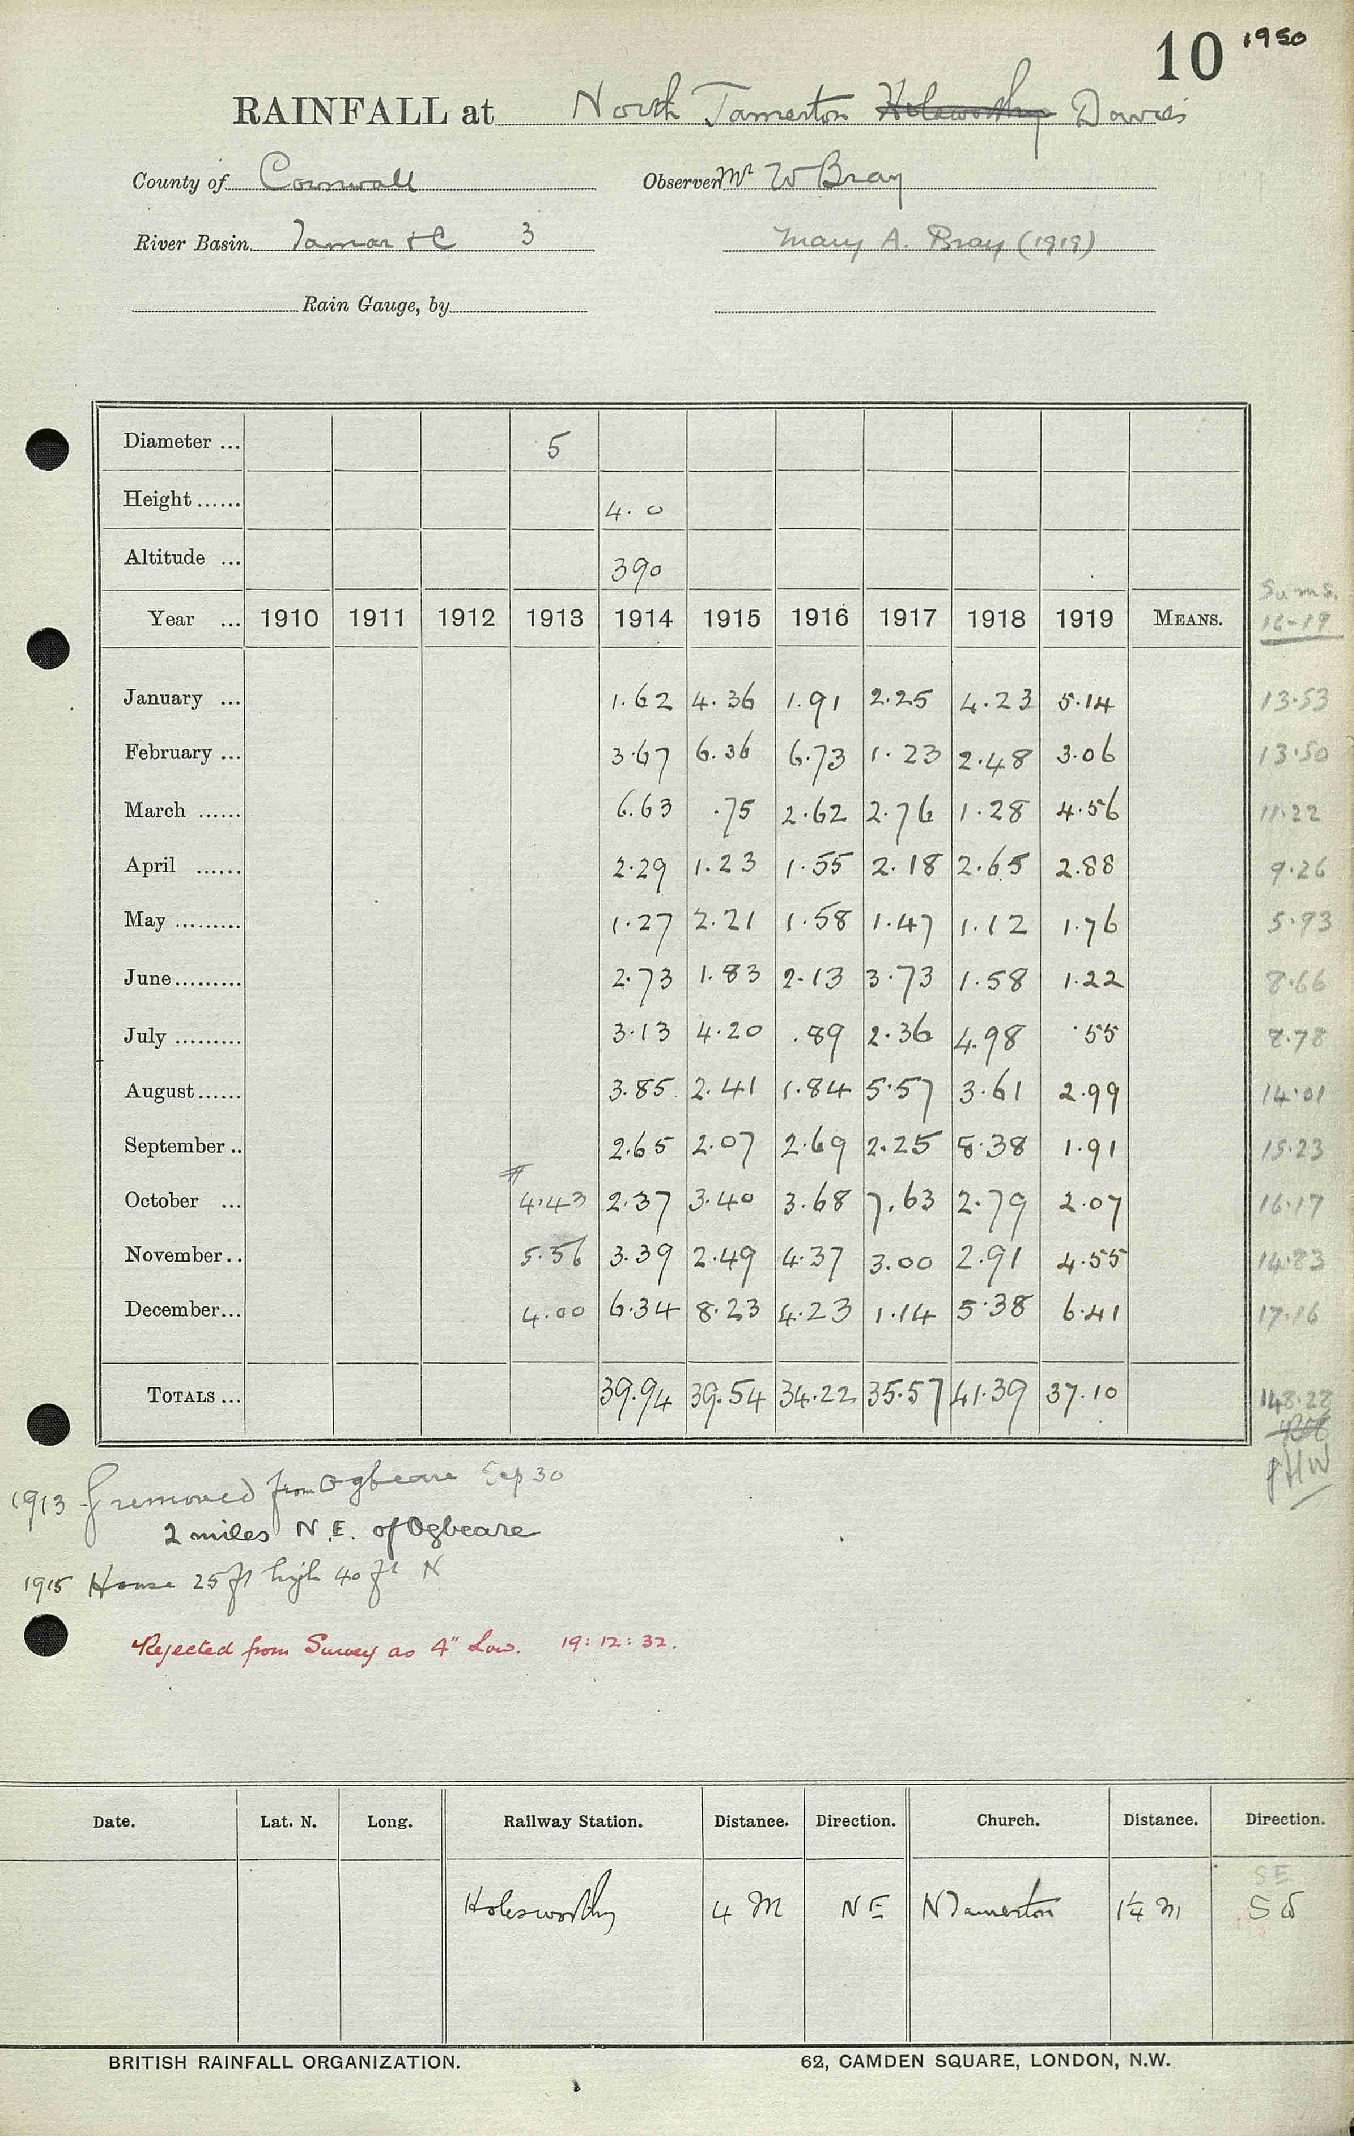 10 1950
RAINFALL at North Tamerton Holsworthy Davies
County of Cornwall Observer Mr W Bray
River Basin Tamar &c 3 Mary A. Bray (1919)
Rain Gauge, by
Diameter ... 5
Height ...... 4.0
Altitude ... 390
Sums.
Year ... 1910 1911 1912 1913 1914 1915 1916 1917 1918 1919 MEANS. 16-19
January ... 1.62 4.36 1.91 2.25 4.23 5.14 13.53
February ... 3.67 6.36 6.73 1.23 2.48 3.06 13.50
March ...... 6.63 .75 2.62 2.76 1.28 4.56 11.22
April ...... 2.29 1.23 1.55 2.18 2.65 2.88 9.26
May ......... 1.27 2.21 1.58 1.47 1.12 1.76 5.93
June......... 2.73 1.83 2.13 3.73 1.58 1.22 8.66
July ......... 3.13 4.20 .89 2.36 4.98 .55 8.78
August...... 3.85 2.41 1.84 5.57 3.61 2.99 14.01
September .. 2.65 2.07 2.69 2.25 8.38 1.91 15.23
October ... 4.43 2.37 3.40 3.68 7.63 2.79 2.07 16.17
November.. 5.56 3.39 2.49 4.37 3.00 2.91 4.55 14.83
December... 4.00 6.34 8.23 4.23 1.14 5.38 6.41 17.16
TOTALS ... 39.94 39.54 34.22 35.57 41.39 37.10 148.28
1913 G removed from Ogbeare Sep 30
2 miles N.E. of Ogbeare
1915 House 25 ft high 40 ft N
Rejected from Survey as 4" Low. 19:12:32.
Date. Lat. N. Long. Railway Station. Distance. Direction. Church. Distance. Direction.
SE
Holsworthy 4 M NE N Tamerton 1¼ M SW
BRITISH RAINFALL ORGANIZATION. 62, CAMDEN SQUARE, LONDON, N.W.